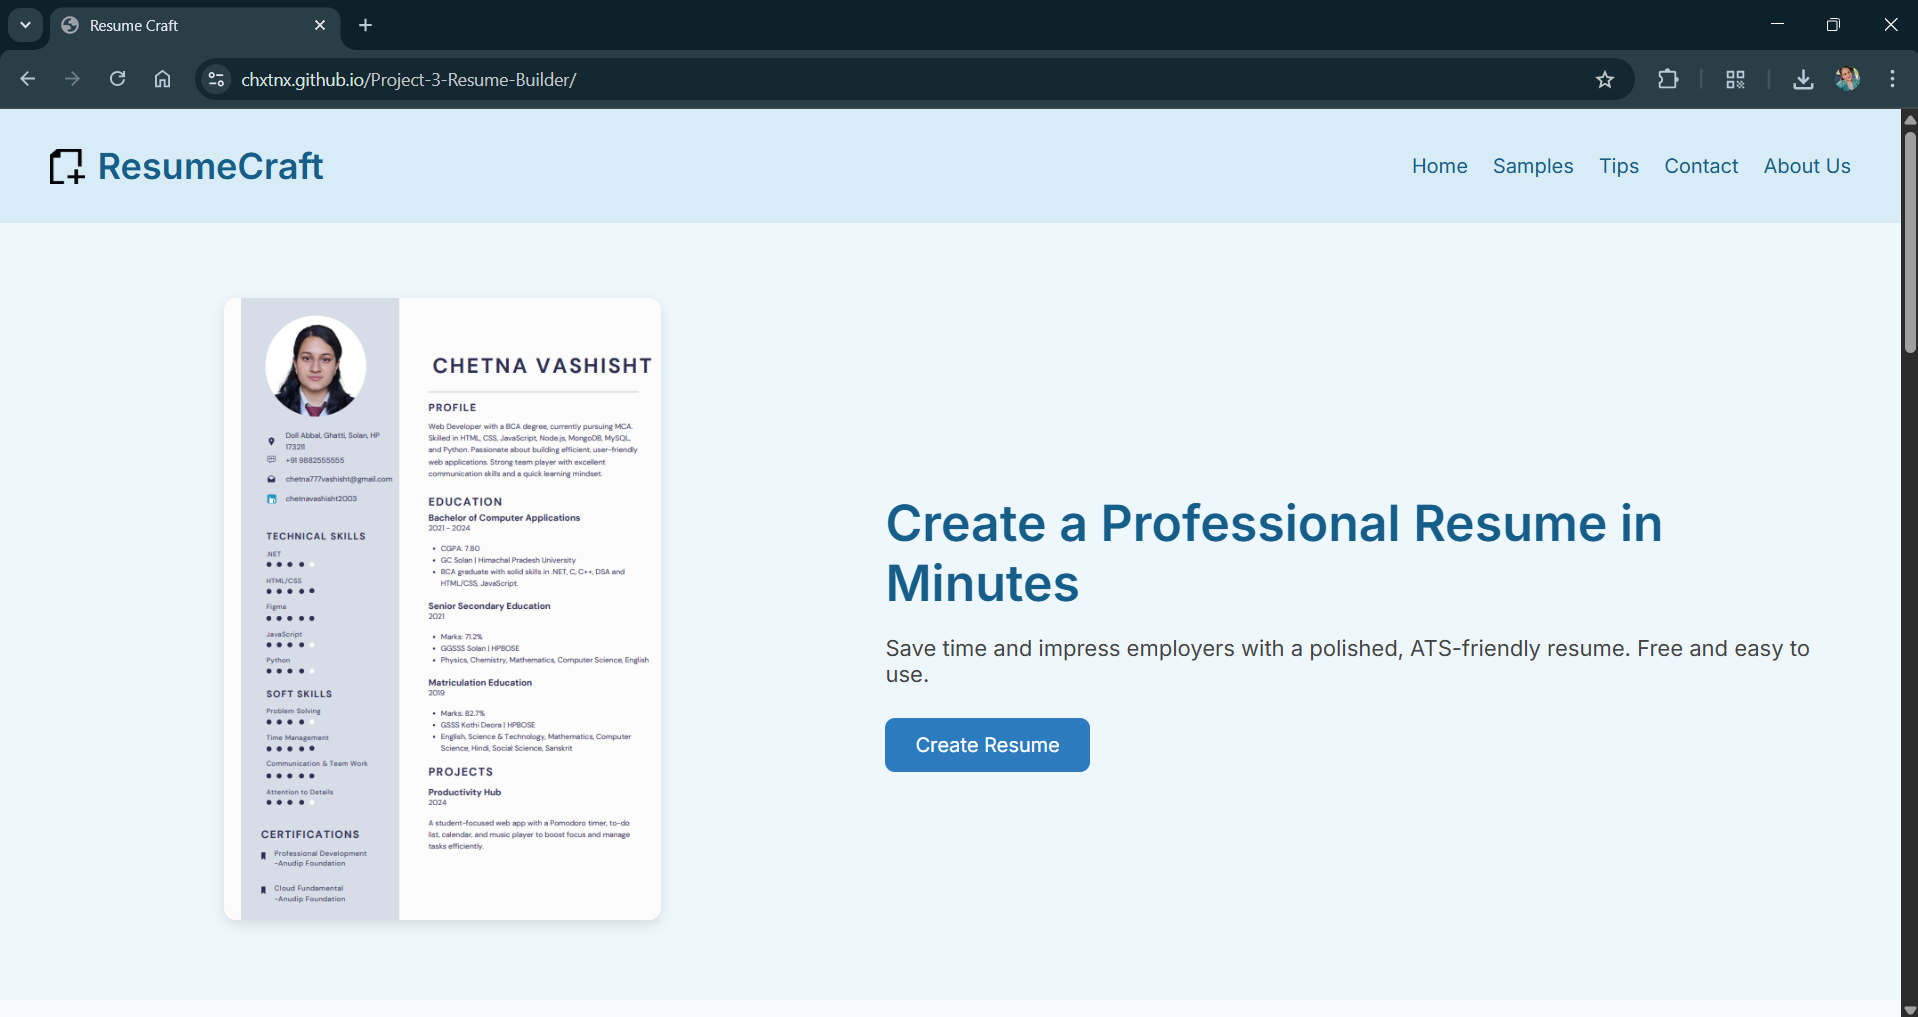 Resume Craft
chxtnx.github.io/Project-3-Resume-Builder/
ResumeCraft
Home
Samples
Tips
Contact
About Us
Doll Abbal, Ghatti, Solan, HP
173211
+91 9882555555
chetna777vashisht@gmail.com
chetnavashisht2003
TECHNICAL SKILLS
.NET
HTML/CSS
Figma
JavaScript
Python
SOFT SKILLS
Problem Solving
Time Management
Communication & Team Work
Attention to Details
CERTIFICATIONS
Professional Development
-Anudip Foundation
Cloud Fundamental
-Anudip Foundation
CHETNA VASHISHT
PROFILE
Web Developer with a BCA degree, currently pursuing MCA.
Skilled in HTML, CSS, JavaScript, Node.js, MongoDB, MySQL,
and Python. Passionate about building efficient, user-friendly
web applications. Strong team player with excellent
communication skills and a quick learning mindset.
EDUCATION
Bachelor of Computer Applications
2021 - 2024
• CGPA: 7.80
• GC Solan | Himachal Pradesh University
• BCA graduate with solid skills in .NET, C, C++, DSA and
HTML/CSS, JavaScript.
Senior Secondary Education
2021
• Marks: 71.2%
• GGSSS Solan | HPBOSE
• Physics, Chemistry, Mathematics, Computer Science, English
Matriculation Education
2019
• Marks: 82.7%
• GSSS Kothi Deora | HPBOSE
• English, Science & Technology, Mathematics, Computer
Science, Hindi, Social Science, Sanskrit
PROJECTS
Productivity Hub
2024
A student-focused web app with a Pomodoro timer, to-do
list, calendar, and music player to boost focus and manage
tasks efficiently.
Create a Professional Resume in
Minutes
Save time and impress employers with a polished, ATS-friendly resume. Free and easy to
use.
Create Resume